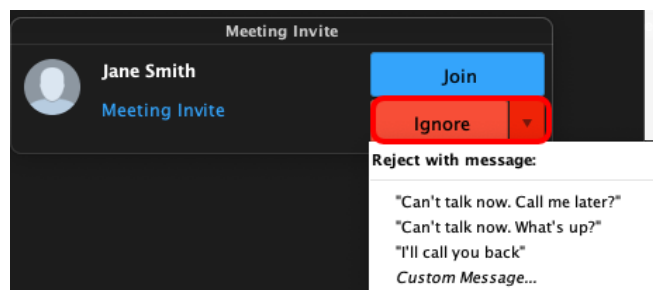 Meeting Invite
Jane Smith
Join
Meeting Invite
Ignore
Reject with message:
"Can't talk now. Call me later?"
"Can't talk now. What's up?"
"I'll call you back"
Custom Message...